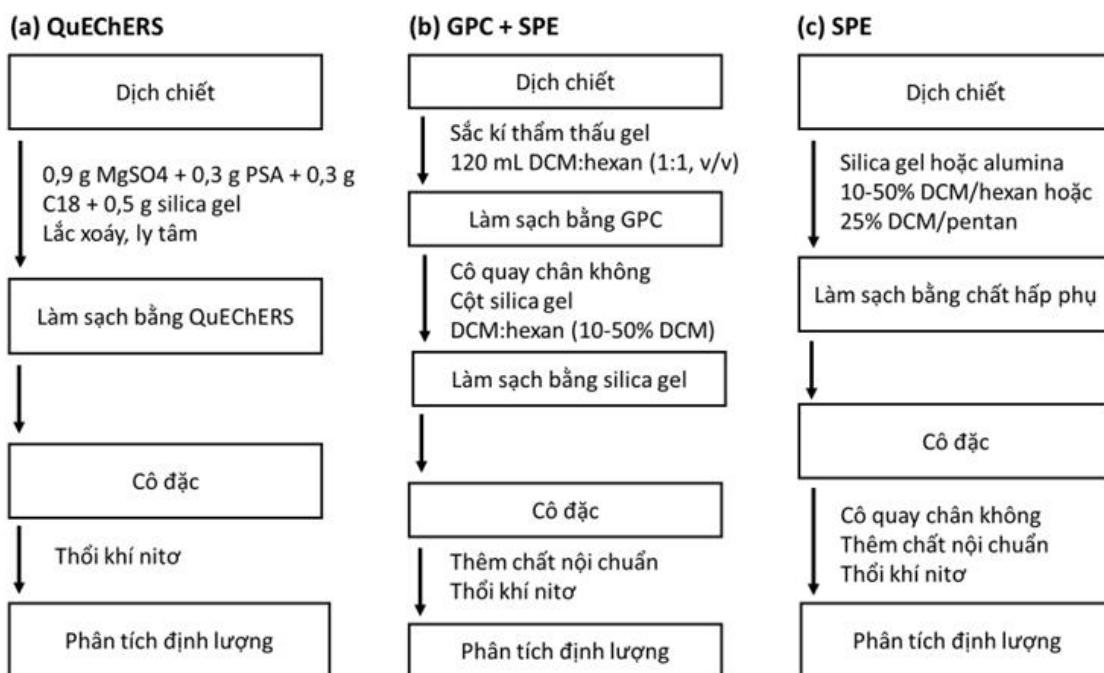 (a) QuEChERS
Dịch chiết
0,9 g MgSO4 + 0,3 g PSA + 0,3 g
C18 + 0,5 g silica gel
Lắc xoáy, ly tâm
Làm sạch bằng QuEChERS
Cô đặc
Thổi khí nitơ
Phân tích định lượng
(b) GPC + SPE
Dịch chiết
Sắc kí thẩm thấu gel
120 mL DCM:hexan (1:1, v/v)
Làm sạch bằng GPC
Cô quay chân không
Cột silica gel
DCM:hexan (10-50% DCM)
Làm sạch bằng silica gel
Cô đặc
Thêm chất nội chuẩn
Thổi khí nitơ
Phân tích định lượng
(c) SPE
Dịch chiết
Silica gel hoặc alumina
10-50% DCM/hexan hoặc
25% DCM/pentan
Làm sạch bằng chất hấp phụ
Cô đặc
Cô quay chân không
Thêm chất nội chuẩn
Thổi khí nitơ
Phân tích định lượng